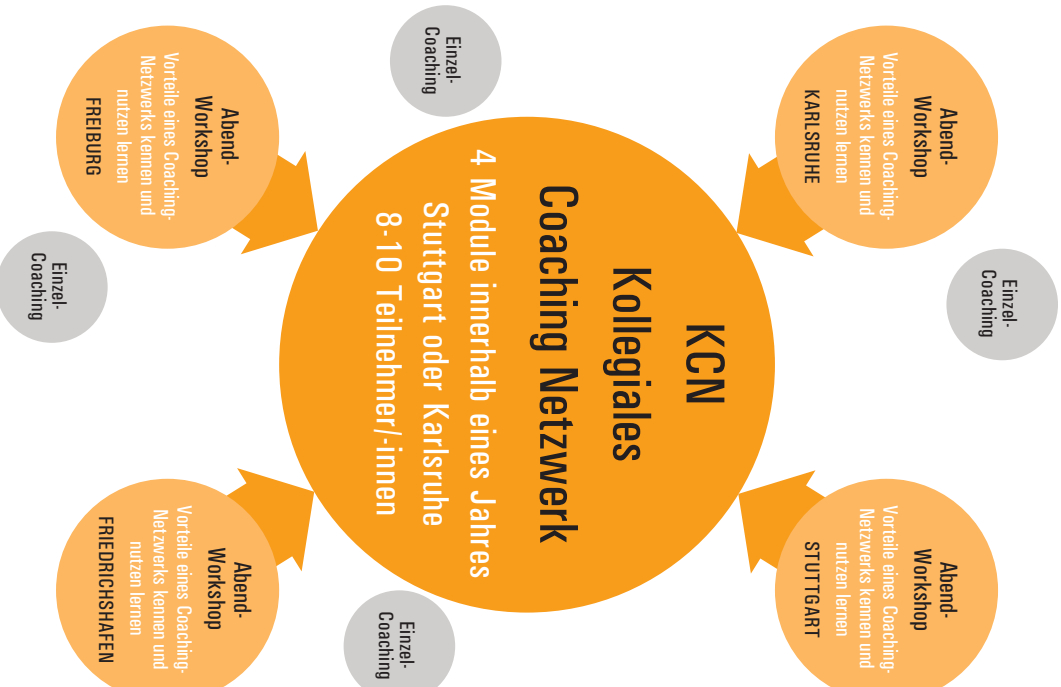 Abend-
Workshop
Vorteile eines Coaching-
Netzwerks kennen und
nutzen lernen
KARLSRUHE
Einzel-
Coaching
Abend-
Workshop
Vorteile eines Coaching-
Netzwerks kennen und
nutzen lernen
STUTTGART
KCN
Kollegiales
Coaching Netzwerk
4 Module innerhalb eines Jahres
Stuttgart oder Karlsruhe
8-10 Teilnehmer/-innen
Einzel-
Coaching
Einzel-
Coaching
Abend-
Workshop
Vorteile eines Coaching-
Netzwerks kennen und
nutzen lernen
FREIBURG
Abend-
Workshop
Vorteile eines Coaching-
Netzwerks kennen und
nutzen lernen
FRIEDRICHSHAFEN
Einzel-
Coaching